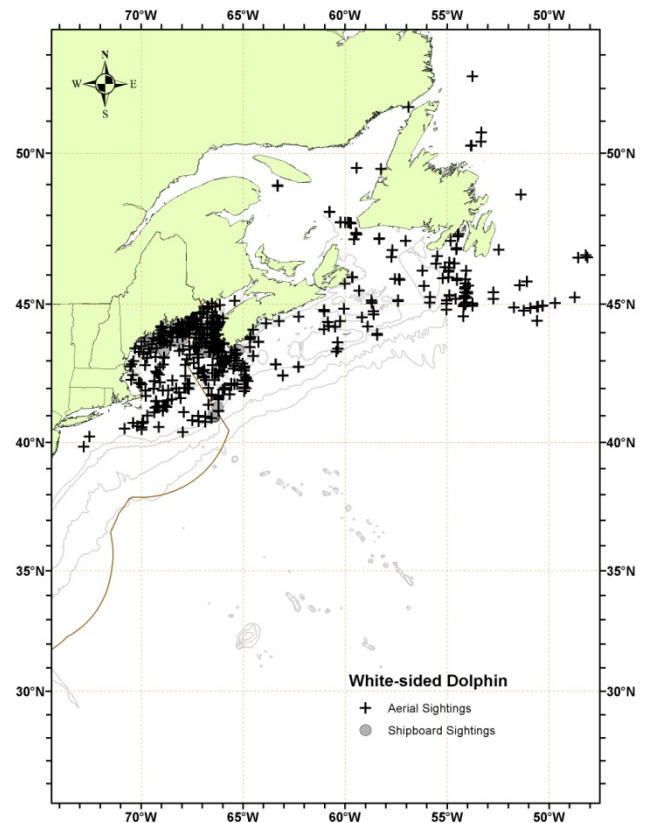 70°W 65°W 60°W 55°W 50°W
N
W E
S
50°N 50°N
45°N 45°N
40°N 40°N
35°N 35°N
30°N 30°N
White-sided Dolphin
Aerial Sightings
Shipboard Sightings
70°W 65°W 60°W 55°W 50°W